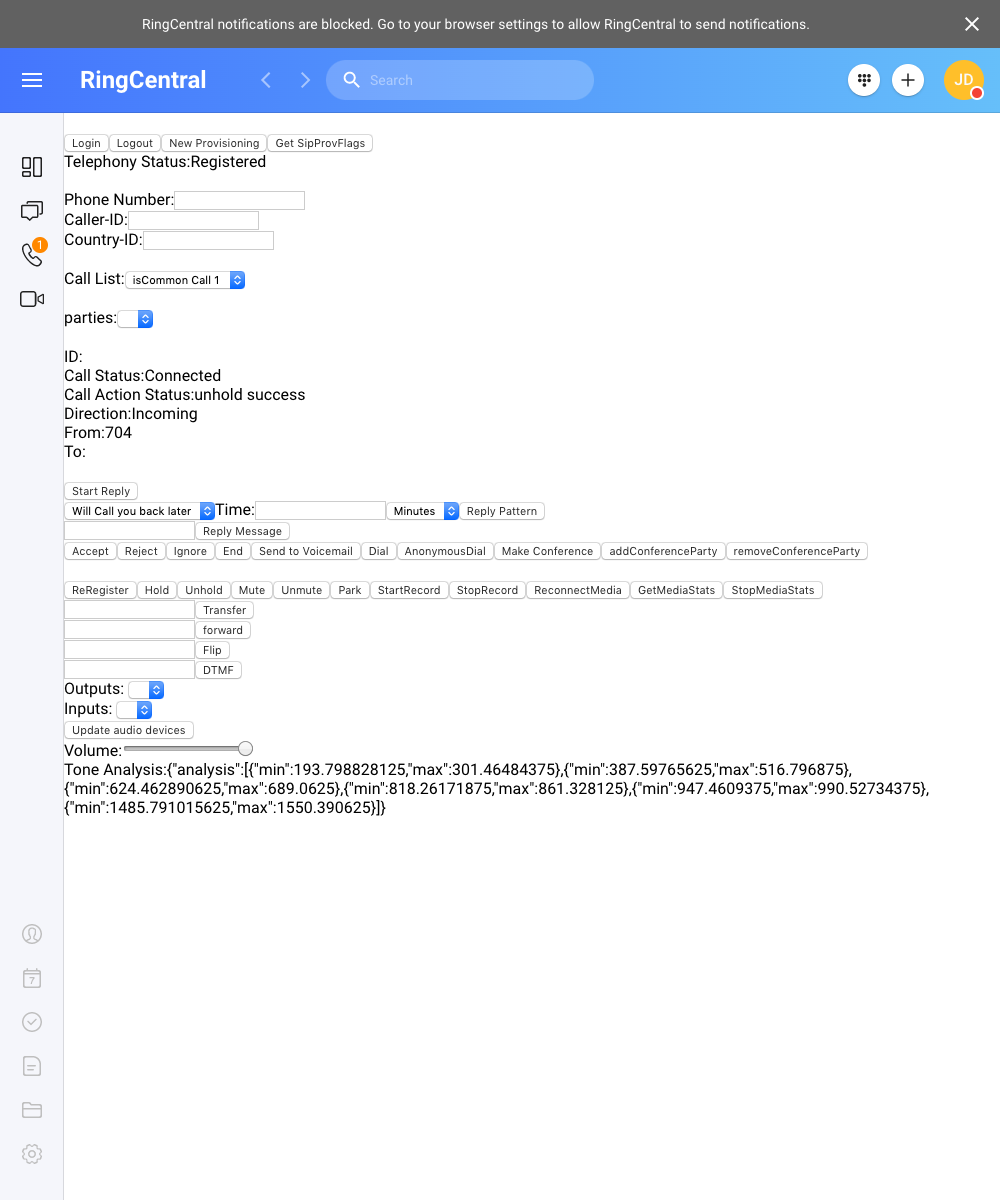 RingCentral notifications are blocked. Go to your browser settings to allow RingCentral to send notifications.
RingCentral
Search
JD
Login Logout New Provisioning Get SipProvFlags
Telephony Status:Registered
Phone Number:
Caller-ID:
Country-ID:
1
Call List: isCommon Call 1
parties:
ID:
Call Status:Connected
Call Action Status:unhold success
Direction:Incoming
From:704
To:
Start Reply
Will Call you back later Time: Minutes Reply Pattern
Reply Message
Accept Reject Ignore End Send to Voicemail Dial AnonymousDial Make Conference addConferenceParty removeConferenceParty
ReRegister Hold Unhold Mute Unmute Park StartRecord StopRecord ReconnectMedia GetMediaStats StopMediaStats
Transfer
forward
Flip
DTMF
Outputs:
Inputs:
Update audio devices
Volume:
Tone Analysis:{"analysis":[{"min":193.798828125,"max":301.46484375},{"min":387.59765625,"max":516.796875},
{"min":624.462890625,"max":689.0625},{"min":818.26171875,"max":861.328125},{"min":947.4609375,"max":990.52734375},
{"min":1485.791015625,"max":1550.390625}]}
7